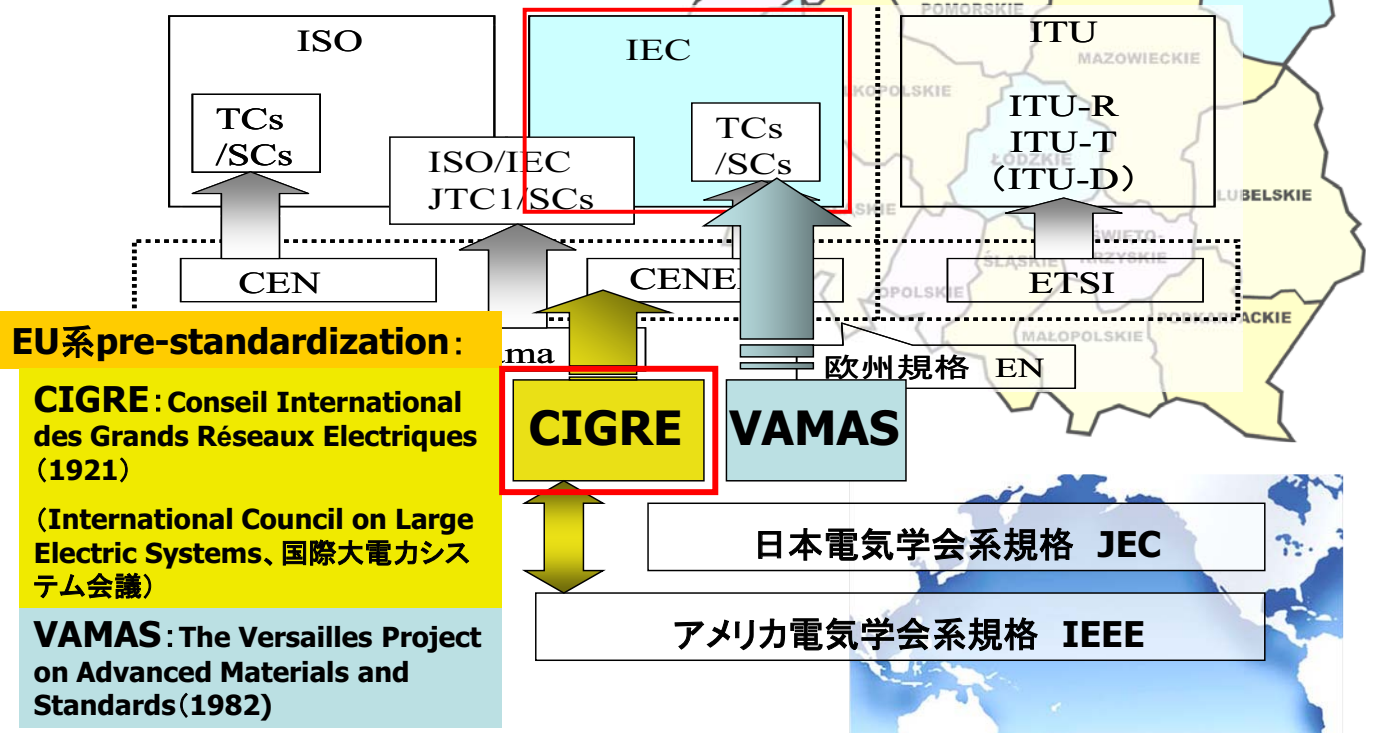 POMORSKIE
ISO
IEC
ITU
MAZOWIECKIE
TCs
/SCs
ISO/IEC
JTC1/SCs
TCs
/SCs
ITU-R
ITU-T
(ITU-D)
ŁÓDZKIE
LUBELSKIE
CEN
ETSI
ŚLĄSKIE
OPOLSKIE
MAŁOPOLSKIE
EU系pre-standardization:
欧州規格 EN
CIGRE:Conseil International
des Grands Réseaux Electriques
(1921)
(International Council on Large
Electric Systems、国際大電力シス
テム会議)
VAMAS:The Versailles Project
on Advanced Materials and
Standards(1982)
CIGRE
VAMAS
日本電気学会系規格 JEC
アメリカ電気学会系規格 IEEE